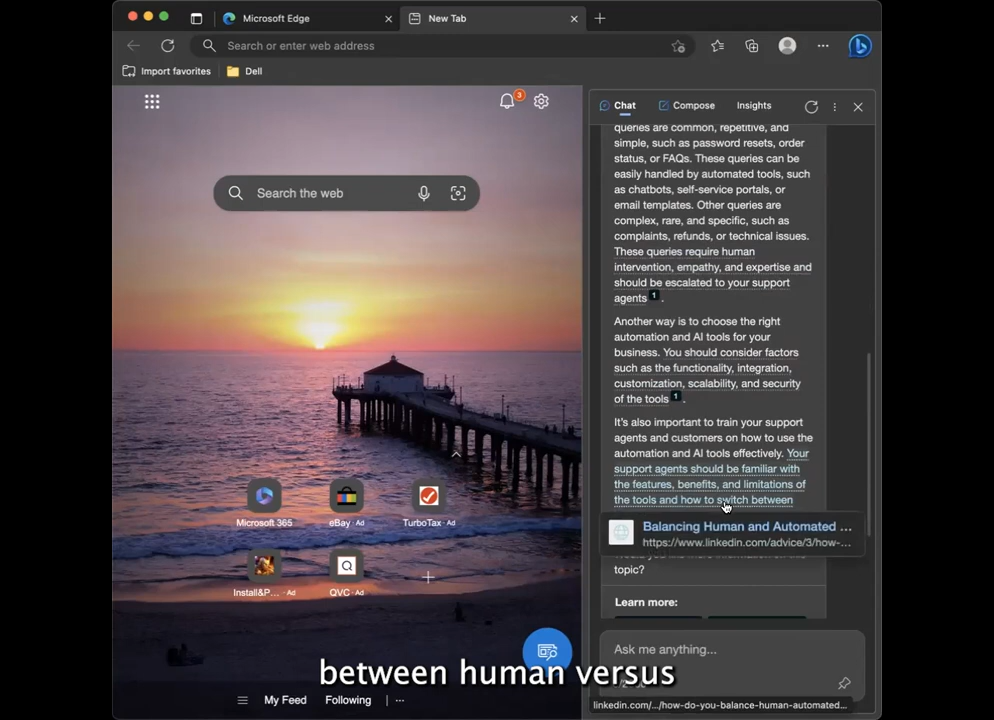 Microsoft Edge
New Tab
Search or enter web address
Import favorites
Dell
3
Search the web
Microsoft 365
eBay · Ad
TurboTax · Ad
Install&P... · Ad
QVC · Ad
My Feed
Following
Chat
Compose
Insights
queries are common, repetitive, and
simple, such as password resets, order
status, or FAQs. These queries can be
easily handled by automated tools, such
as chatbots, self-service portals, or
email templates. Other queries are
complex, rare, and specific, such as
complaints, refunds, or technical issues.
These queries require human
intervention, empathy, and expertise and
should be escalated to your support
agents 1 .
Another way is to choose the right
automation and AI tools for your
business. You should consider factors
such as the functionality, integration,
customization, scalability, and security
of the tools 1 .
It's also important to train your support
agents and customers on how to use the
automation and AI tools effectively. Your
support agents should be familiar with
the features, benefits, and limitations of
the tools and how to switch between
Balancing Human and Automated ...
https://www.linkedin.com/advice/3/how-...
topic?
Learn more:
Ask me anything...
linkedin.com/.../how-do-you-balance-human-automated...
between human versus